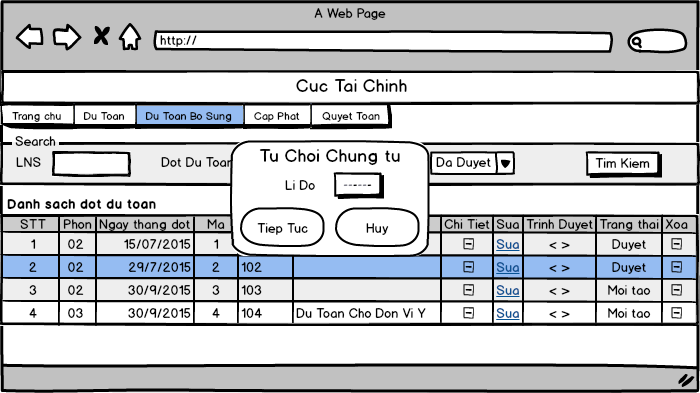 A Web Page
http://
Cuc Tai Chinh
Trang chu Du Toan Du Toan Bo Sung Cap Phat Quyet Toan
Search
LNS Dot Du Toan Da Duyet Tim Kiem
Tu Choi Chung tu
Li Do ------
Tiep Tuc Huy
Danh sach dot du toan
STT Phon Ngay thang dot Ma Chi Tiet Sua Trinh Duyet Trang thai Xoa
1 02 15/07/2015 1 Sua < > Duyet
2 02 29/7/2015 2 102 Sua < > Duyet
3 02 30/9/2015 3 103 Sua < > Moi tao
4 03 30/9/2015 4 104 Du Toan Cho Don Vi Y Sua < > Moi tao